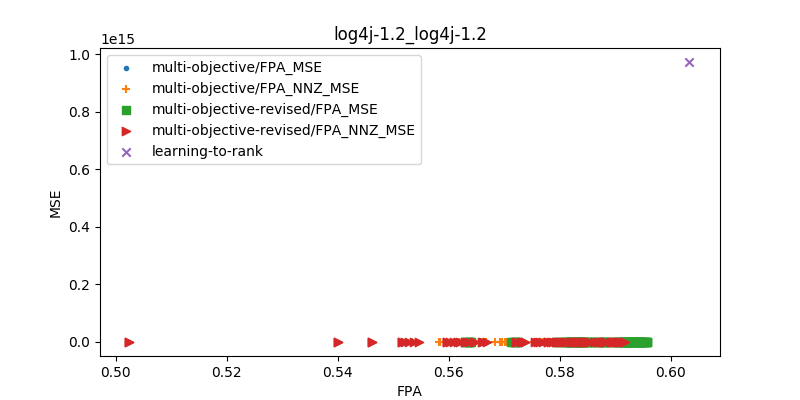 log4j-1.2_log4j-1.2
1e15
1.0
0.8
0.6
0.4
0.2
0.0
MSE
multi-objective/FPA_MSE
multi-objective/FPA_NNZ_MSE
multi-objective-revised/FPA_MSE
multi-objective-revised/FPA_NNZ_MSE
learning-to-rank
0.50 0.52 0.54 0.56 0.58 0.60
FPA